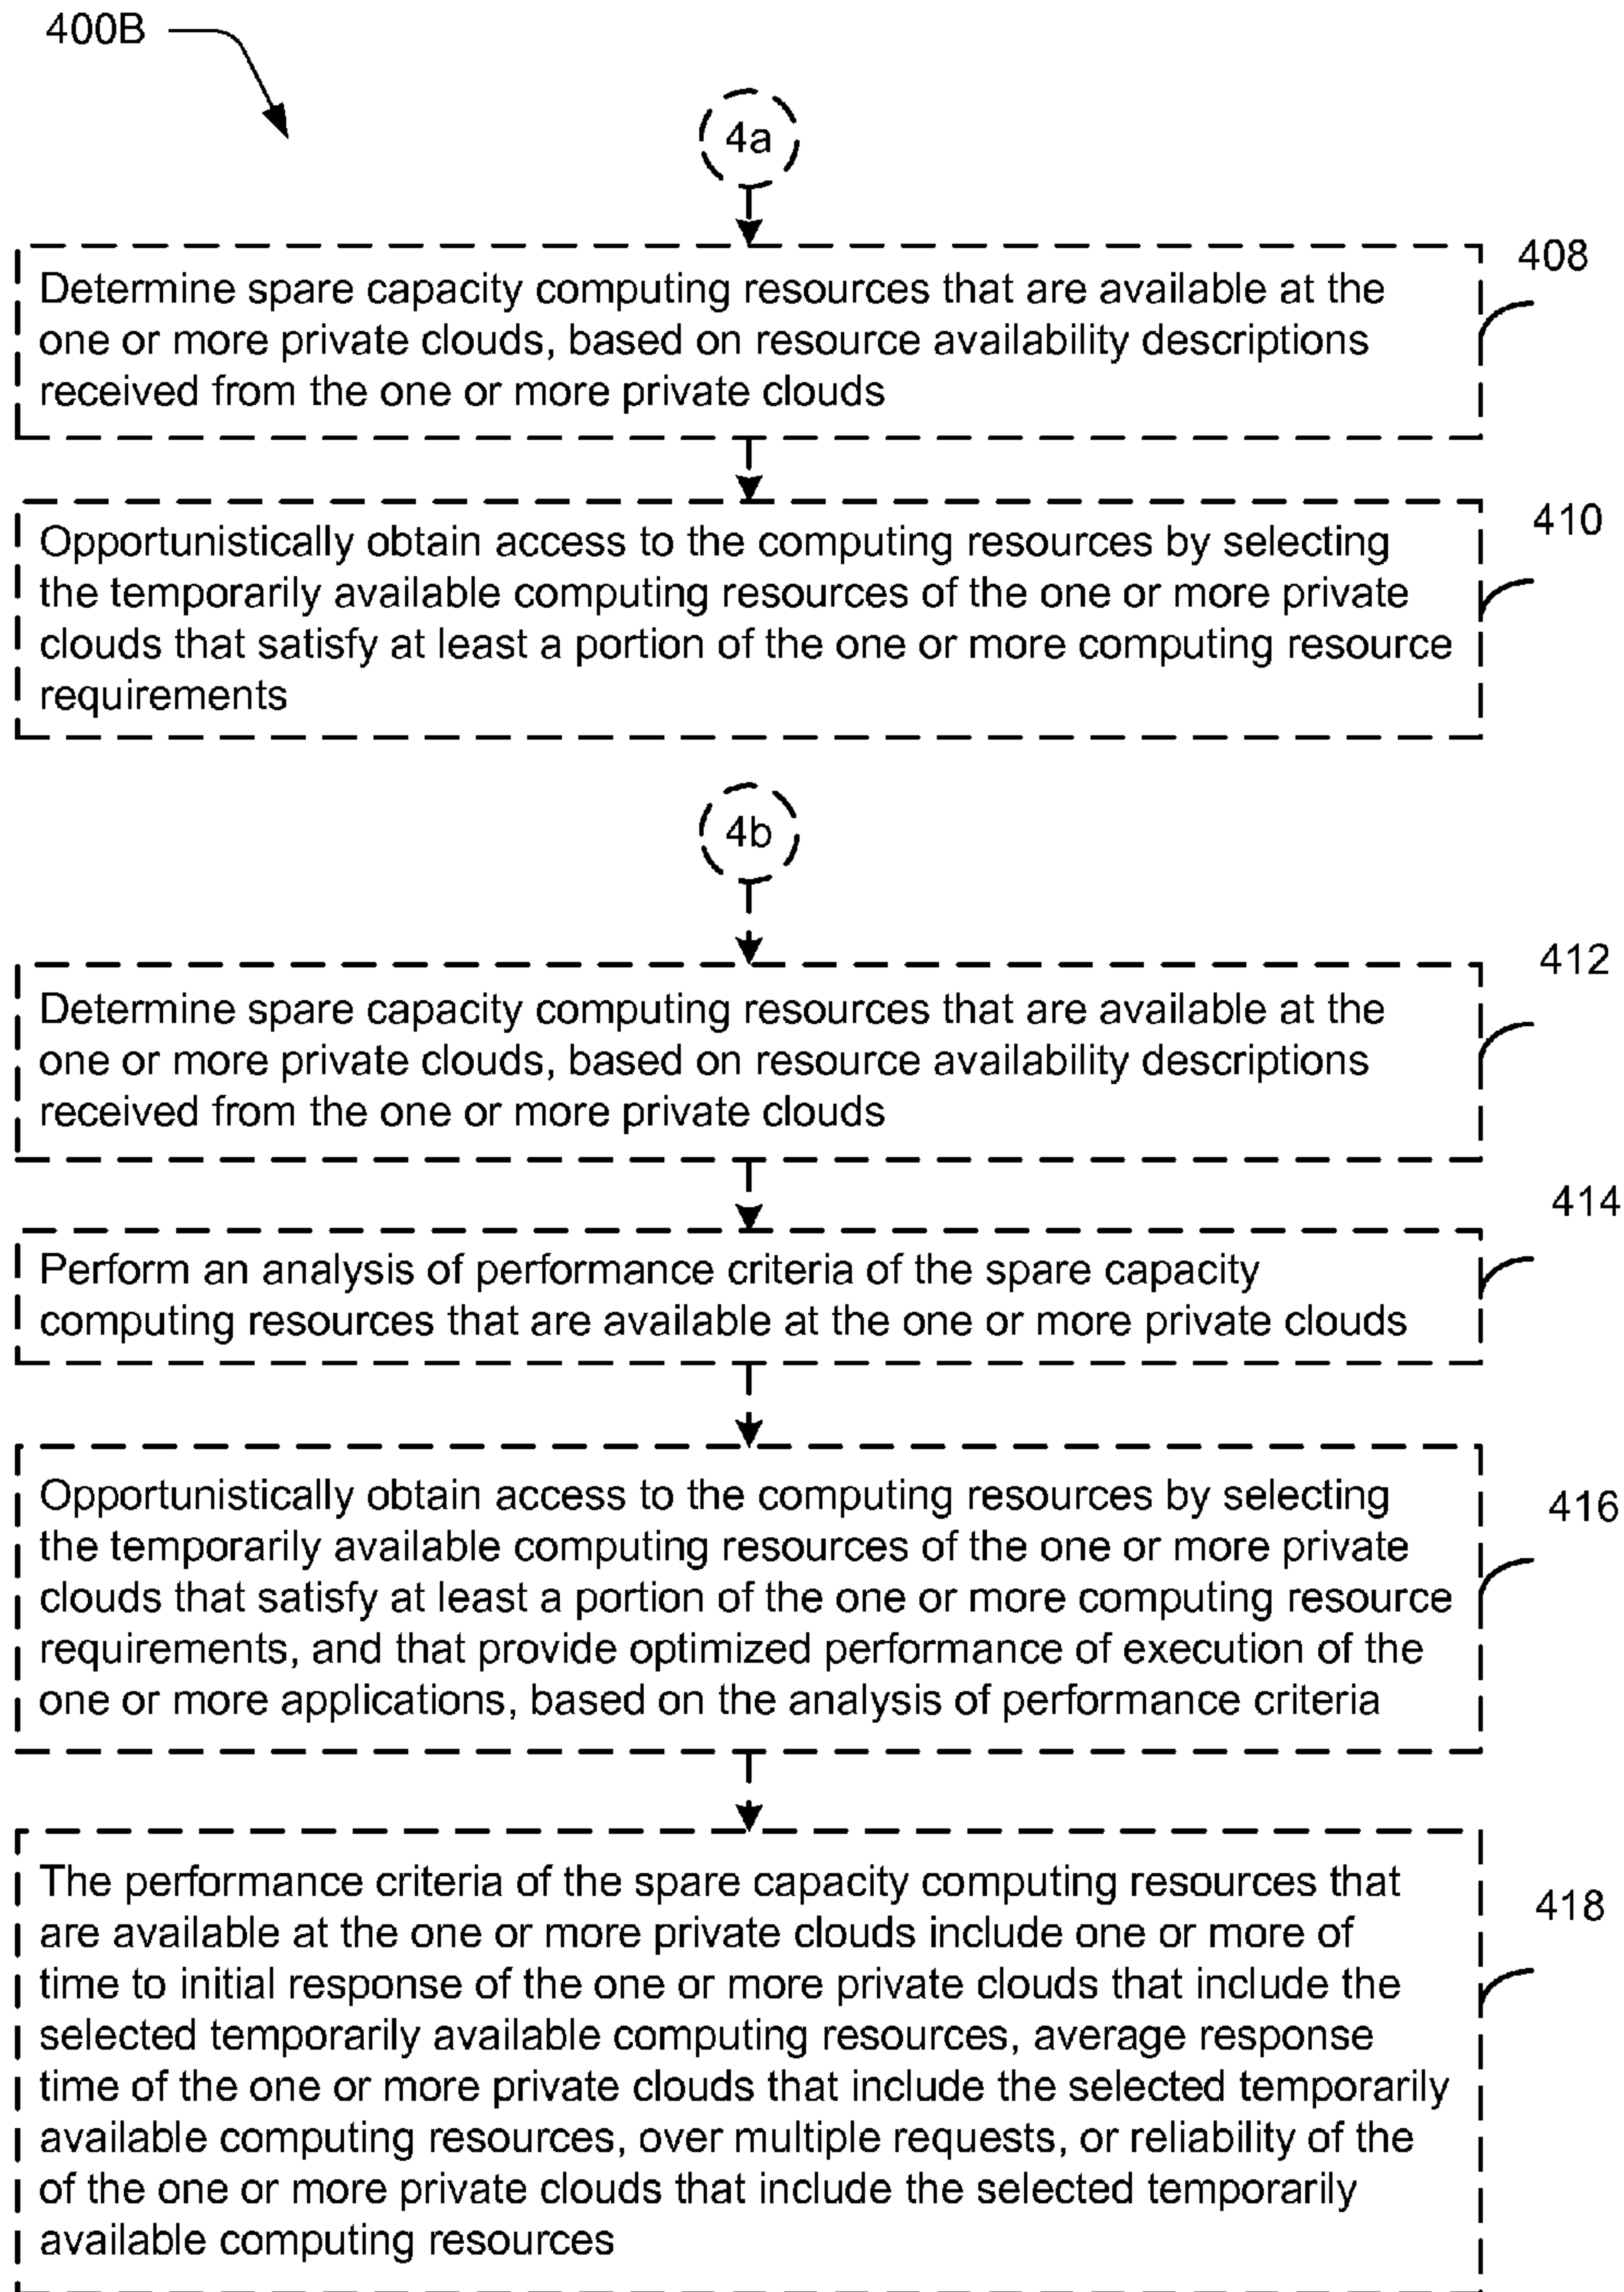 400B
4a
408
Determine spare capacity computing resources that are available at the
one or more private clouds, based on resource availability descriptions
received from the one or more private clouds
410
Opportunistically obtain access to the computing resources by selecting
the temporarily available computing resources of the one or more private
clouds that satisfy at least a portion of the one or more computing resource
requirements
4b
412
Determine spare capacity computing resources that are available at the
one or more private clouds, based on resource availability descriptions
received from the one or more private clouds
414
Perform an analysis of performance criteria of the spare capacity
computing resources that are available at the one or more private clouds
416
Opportunistically obtain access to the computing resources by selecting
the temporarily available computing resources of the one or more private
clouds that satisfy at least a portion of the one or more computing resource
requirements, and that provide optimized performance of execution of the
one or more applications, based on the analysis of performance criteria
418
The performance criteria of the spare capacity computing resources that
are available at the one or more private clouds include one or more of
time to initial response of the one or more private clouds that include the
selected temporarily available computing resources, average response
time of the one or more private clouds that include the selected temporarily
available computing resources, over multiple requests, or reliability of the
of the one or more private clouds that include the selected temporarily
available computing resources